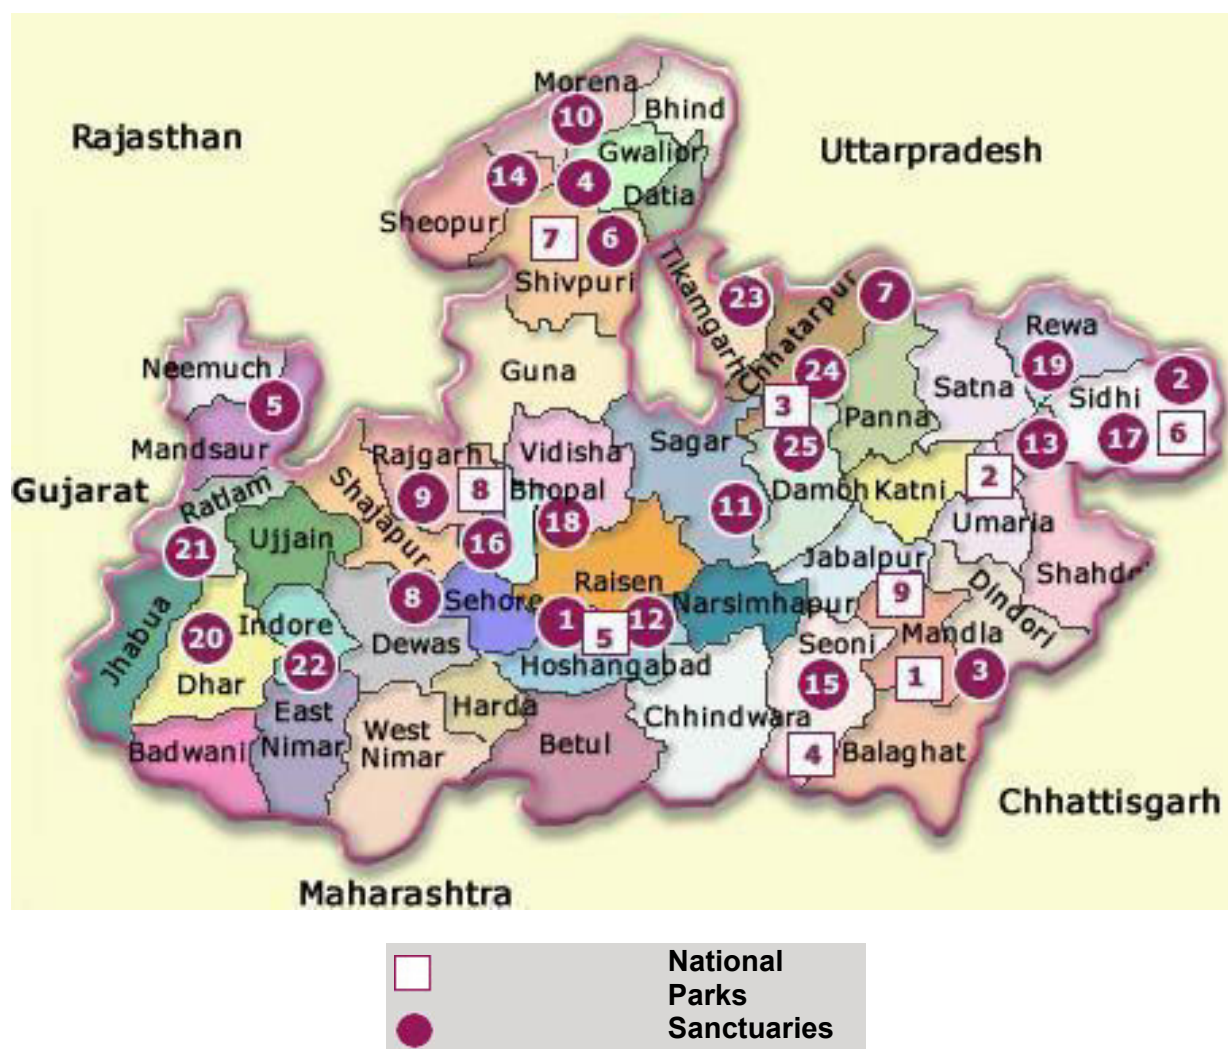 Morena
Bhind
10
Rajasthan
Uttarpradesh
Gwalior
14
4
Datia
Sheopur
7
6
Shivpuri
Tikamgarh
23
Chhatarpur
7
Rewa
Neemuch
Guna
24
Satna
19
2
Sidhi
5
3
Panna
Mandsaur
Rajgarh
Vidisha
Sagar
25
13
17
6
Gujarat
Ratlam
Shajapur
9
8
Bhopal
11
Damoh
Katni
2
21
Ujjain
16
18
Umaria
Jabalpur
Shahdo
Raisen
Jhabua
8
Sehore
1
5
12
Narsimhapur
9
Dindori
20
Indore
Dewas
Seoni
Mandla
22
Hoshangabad
Dhar
15
1
3
East
Nimar
Harda
West
Nimar
Chhindwara
Badwani
Betul
4
Balaghat
Chhattisgarh
Maharashtra
National
Parks
Sanctuaries